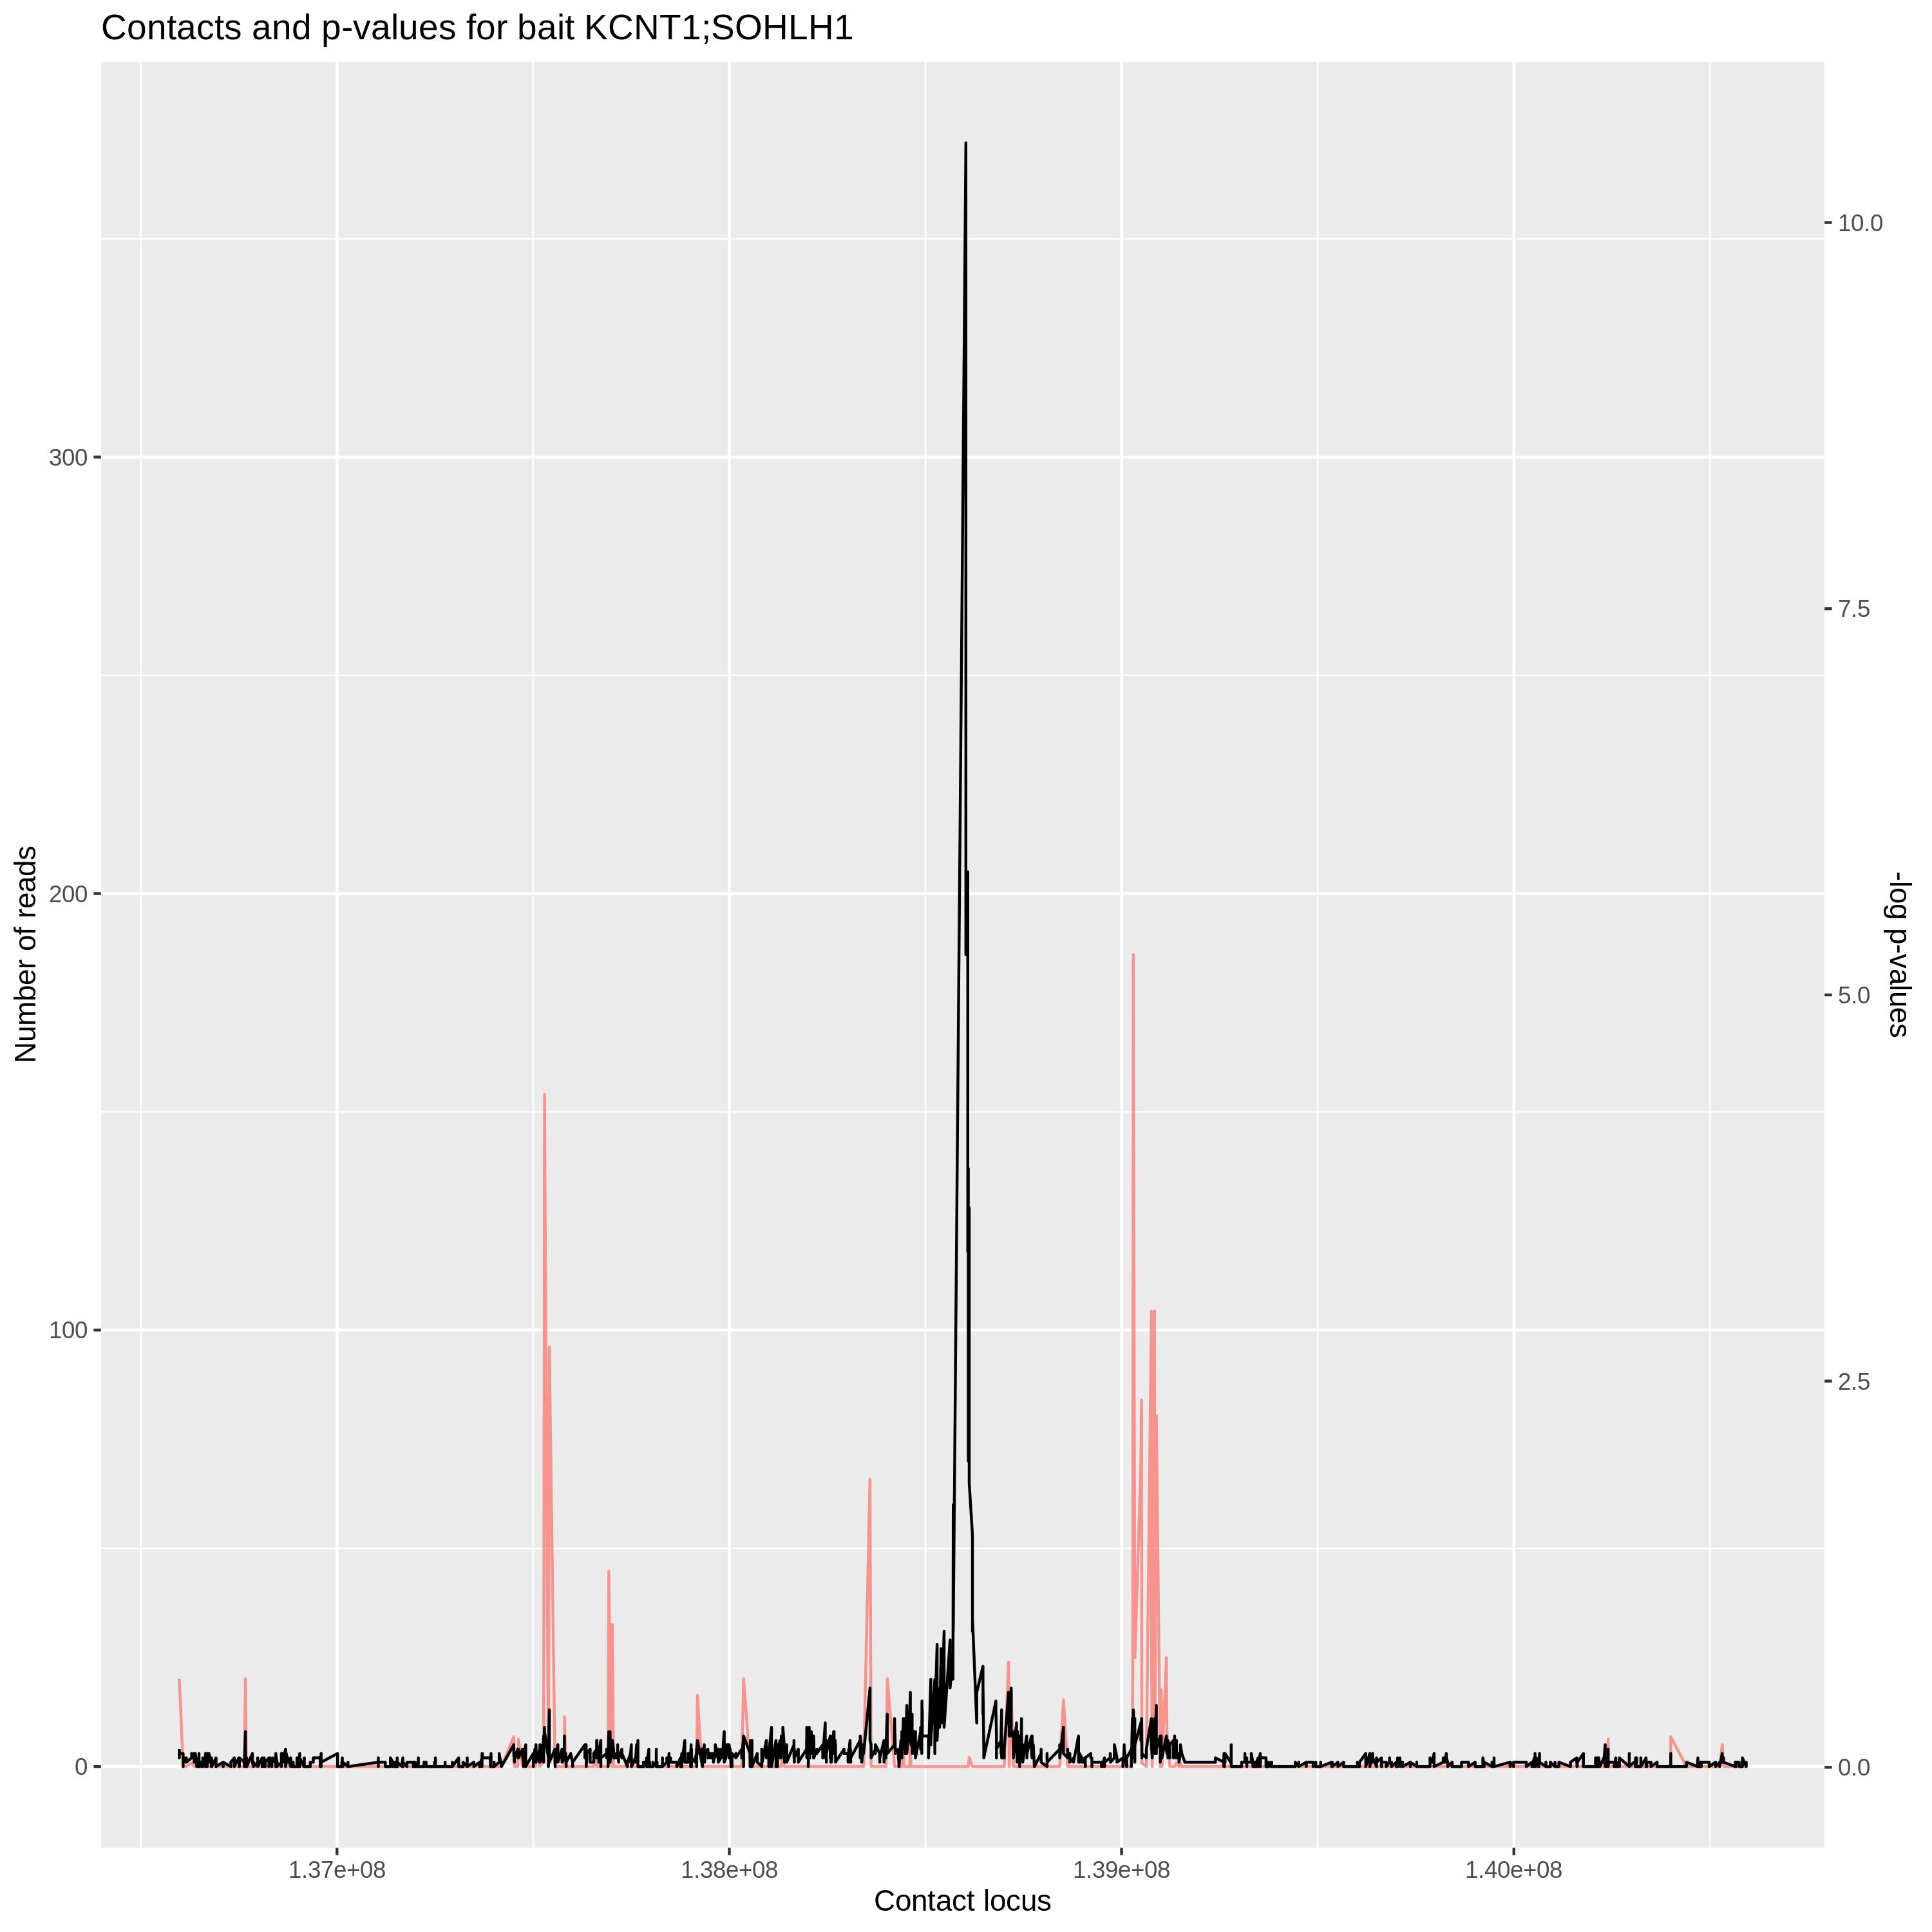 Contacts and p-values for bait KCNT1;SOHLH1
Number of reads
300
200
100
0
10.0
7.5
5.0
2.5
0.0
-log p-values
1.37e+08
1.38e+08
1.39e+08
1.40e+08
Contact locus